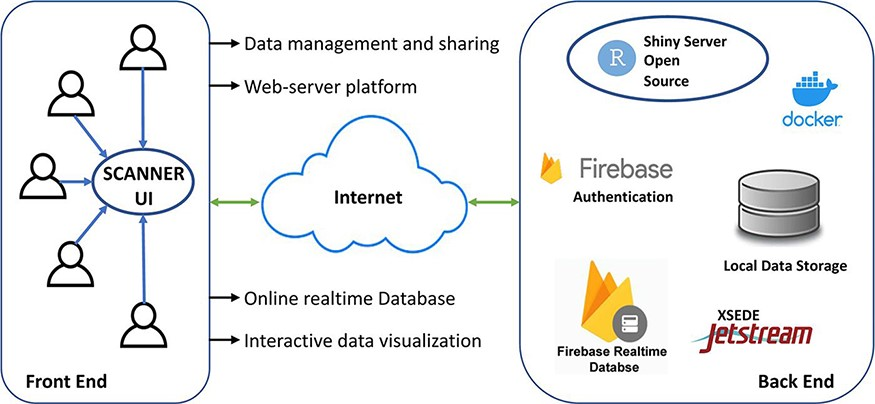 SCANNER
UI
Front End
Data management and sharing
Web-server platform
Internet
Online realtime Database
Interactive data visualization
R
Shiny Server
Open
Source
docker
Firebase
Authentication
Local Data Storage
Firebase Realtime
Databse
XSEDE
Jetstream
Back End